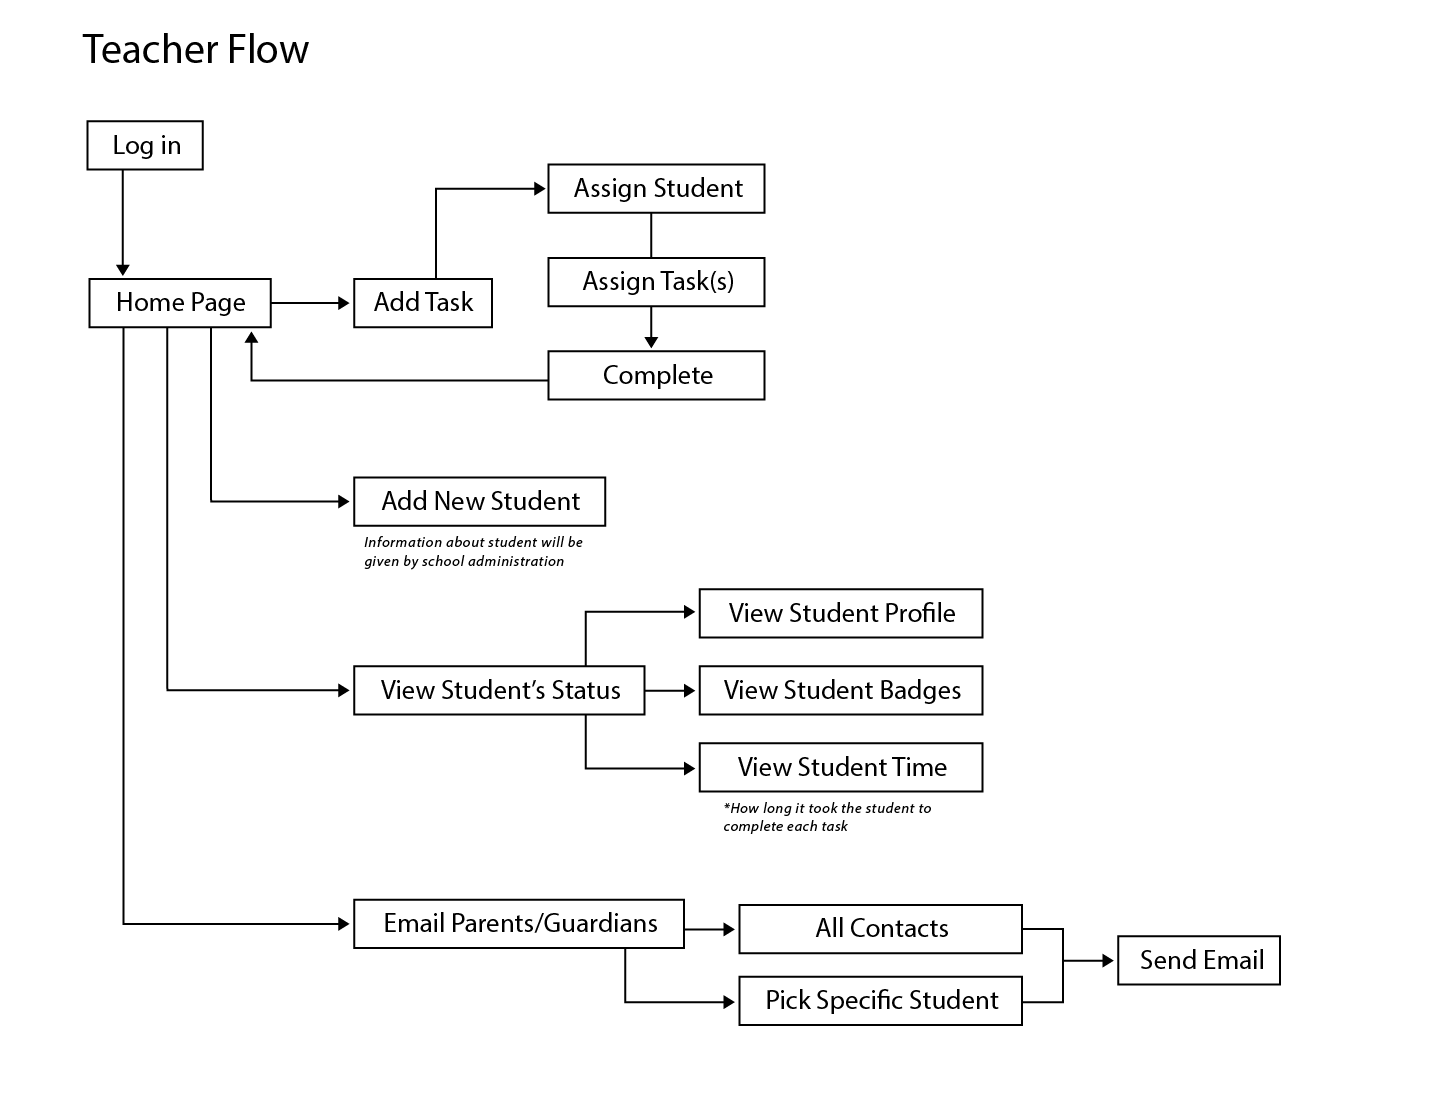 Teacher Flow
Log in
Assign Student
Assign Task(s)
Home Page
Add Task
Complete
Add New Student
Information about student will be
given by school administration
View Student Profile
View Student’s Status
View Student Badges
View Student Time
*How long it took the student to
complete each task
Email Parents/Guardians
All Contacts
Send Email
Pick Specific Student